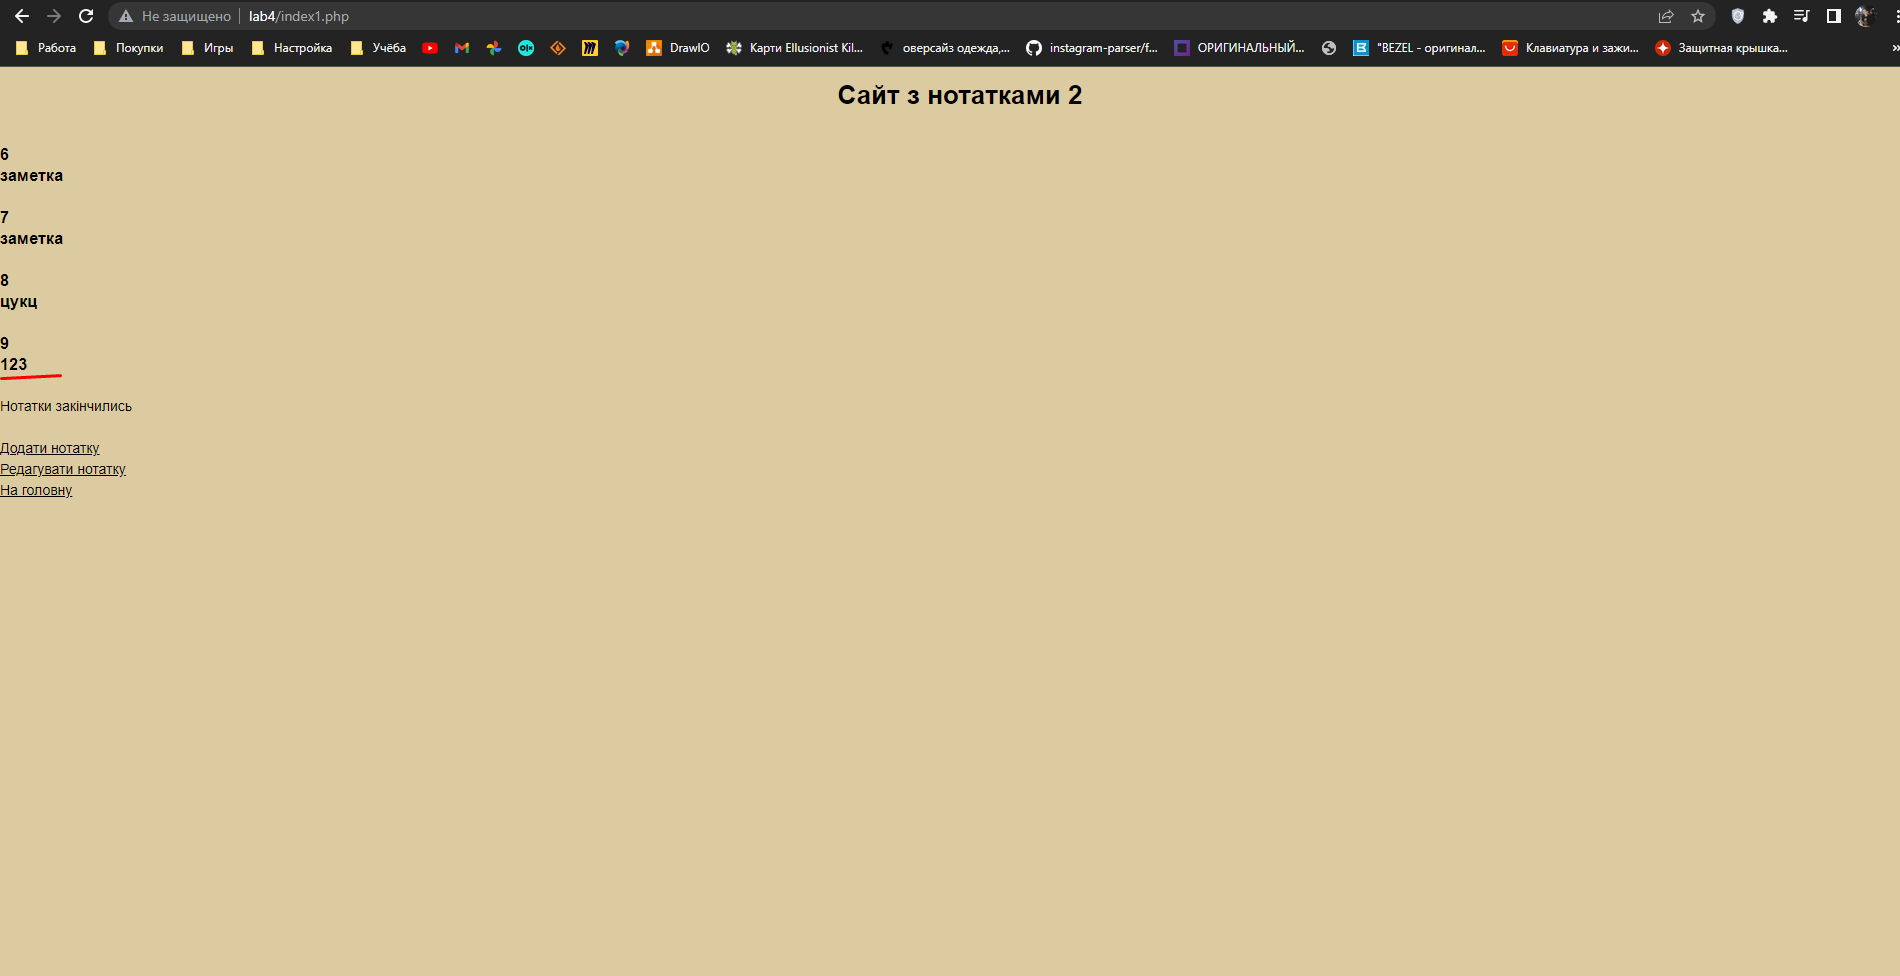 Не защищено lab4/index1.php
Работа Покупки Игры Настройка Учёба DrawIO Карти Ellusionist Kil... оверсайз одежда,... instagram-parser/f... ОРИГИНАЛЬНЫЙ... "BEZEL - оригинал... Клавиатура и зажи... Защитная крышка...
Сайт з нотатками 2
6
заметка
7
заметка
8
цукц
9
123
Нотатки закінчились
Додати нотатку
Редагувати нотатку
На головну